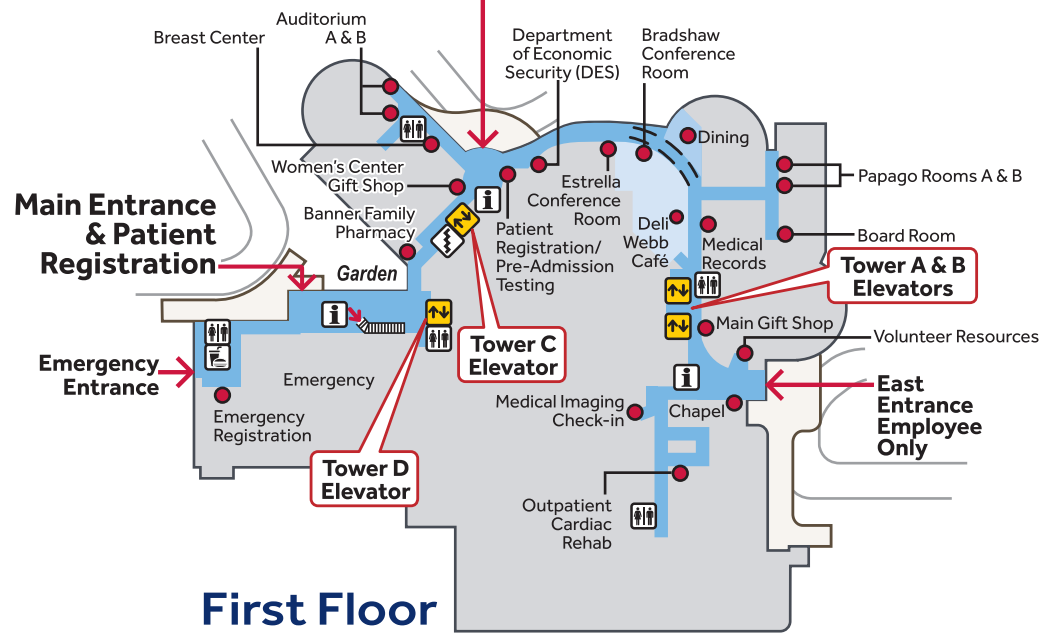 Auditorium
A & B
Breast Center
Department
of Economic
Security (DES)
Bradshaw
Conference
Room
Dining
Women's Center
Gift Shop
Estrella
Conference
Room
Papago Rooms A & B
Main Entrance
& Patient
Registration
Banner Family
Pharmacy
Patient
Registration/
Pre-Admission
Testing
Deli
Webb
Café
Medical
Records
Board Room
Garden
Tower A & B
Elevators
i
i
Main Gift Shop
Volunteer Resources
Tower C
Elevator
Emergency
Entrance
Emergency
i
East
Entrance
Employee
Only
Medical Imaging
Check-in
Chapel
Emergency
Registration
Tower D
Elevator
Outpatient
Cardiac
Rehab
First Floor